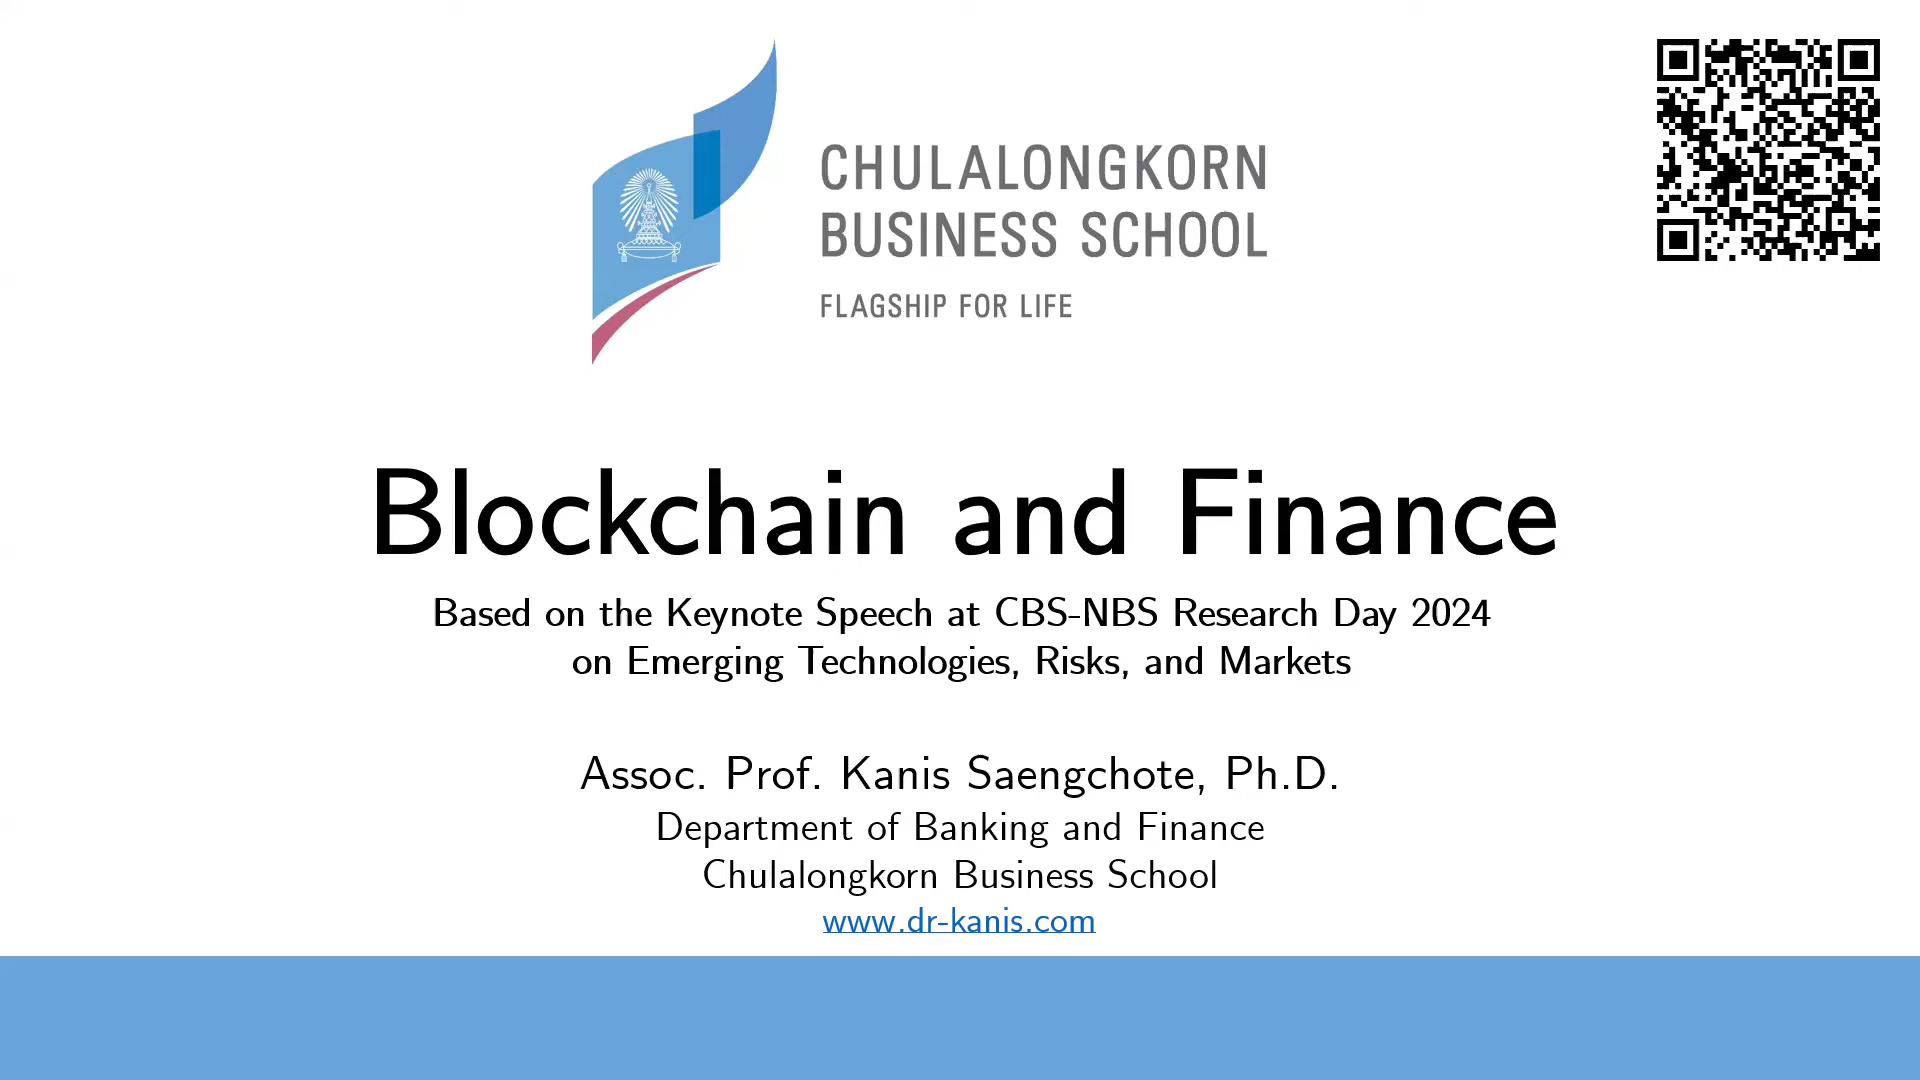 CHULALONGKORN
BUSINESS SCHOOL
FLAGSHIP FOR LIFE
Blockchain and Finance
Based on the Keynote Speech at CBS-NBS Research Day 2024
on Emerging Technologies, Risks, and Markets
Assoc. Prof. Kanis Saengchote, Ph.D.
Department of Banking and Finance
Chulalongkorn Business School
www.dr-kanis.com